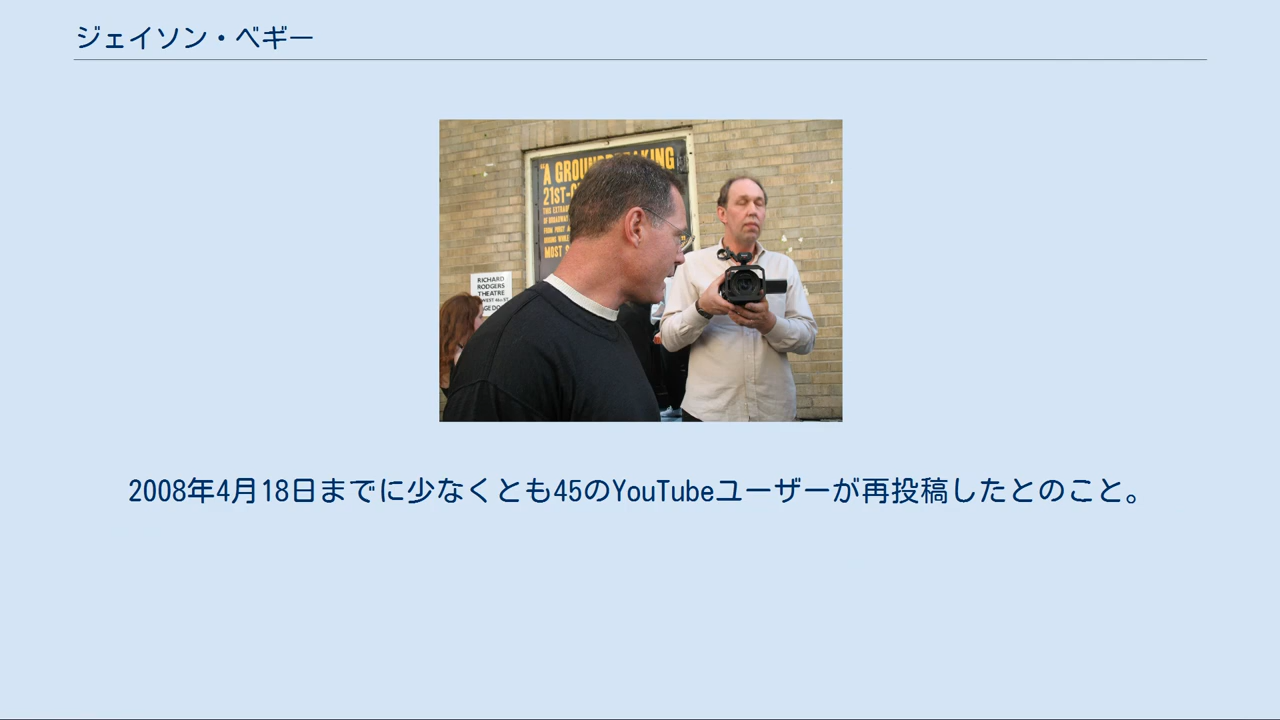 ジェイソン・ベギー
"A GROUNDBREAKING
21ST-C
MOST S
RICHARD
RODGERS
THEATRE
2008年4月18日までに少なくとも45のYouTubeユーザーが再投稿したとのこと。